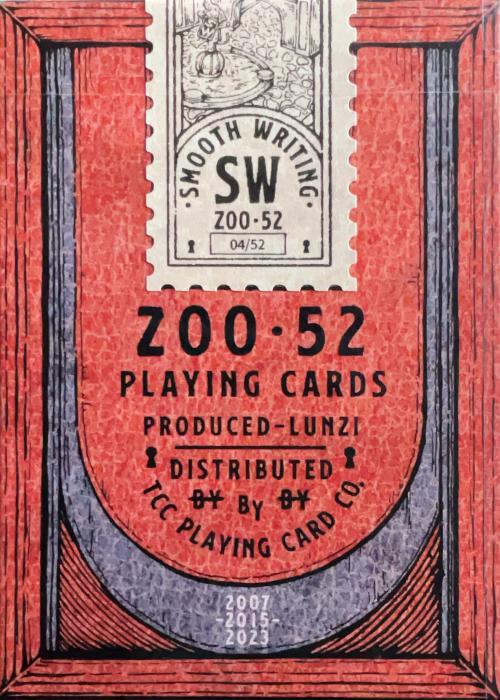 ·SMOOTH WRITING·
SW
ZOO·52
04/52
ZOO·52
PLAYING CARDS
PRODUCED-LUNZI
DISTRIBUTED
BY By BY
TCC PLAYING CARD CO.
2007
-2015-
2023